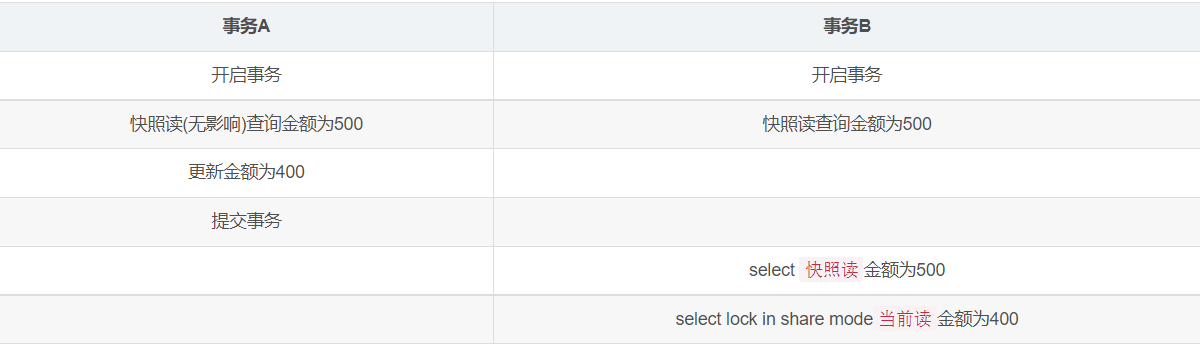 事务A 事务B
开启事务 开启事务
快照读(无影响)查询金额为500 快照读查询金额为500
更新金额为400
提交事务
select 快照读 金额为500
select lock in share mode 当前读 金额为400